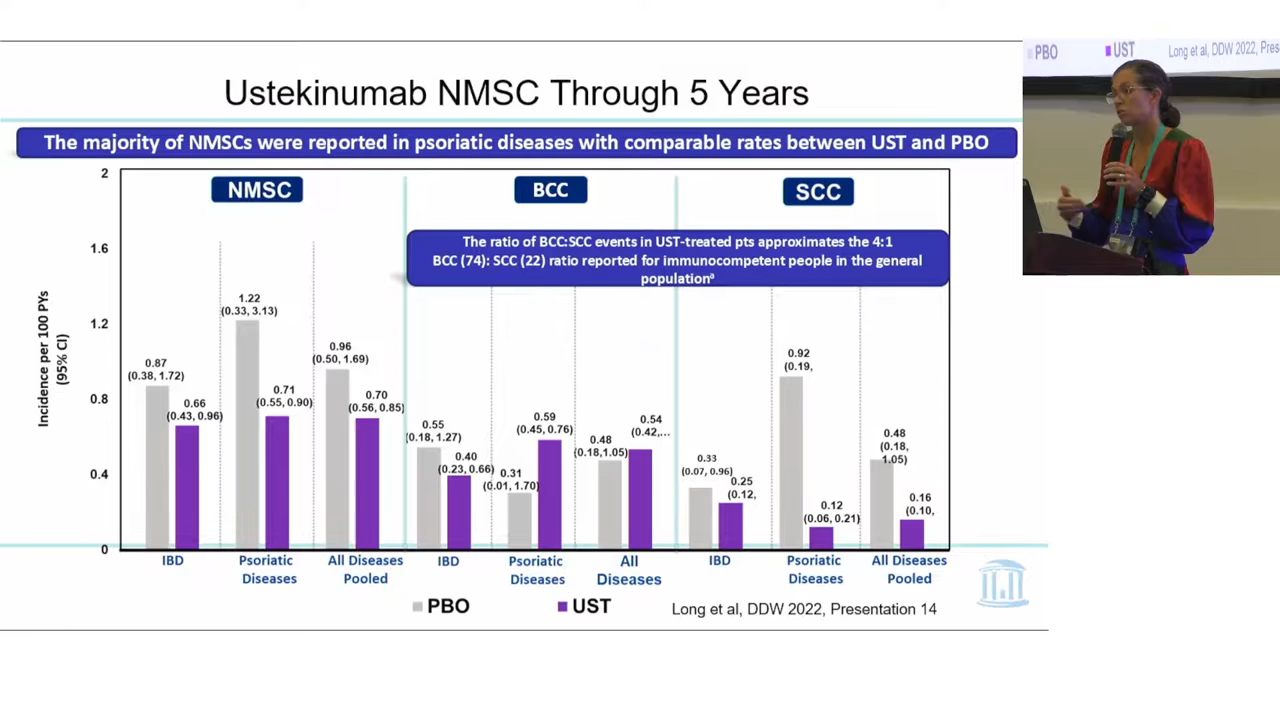 Ustekinumab NMSC Through 5 Years
The majority of NMSCs were reported in psoriatic diseases with comparable rates between UST and PBO
NMSC
BCC
SCC
The ratio of BCC:SCC events in UST-treated pts approximates the 4:1
BCC (74): SCC (22) ratio reported for immunocompetent people in the general
populationᵃ
Incidence per 100 PYs
(95% CI)
2
1.6
1.2
0.8
0.4
0
0.87
(0.38, 1.72)
0.66
(0.43, 0.96)
1.22
(0.33, 3.13)
0.71
(0.55, 0.90)
0.96
(0.50, 1.69)
0.70
(0.56, 0.85)
0.55
(0.18, 1.27)
0.40
(0.23, 0.66)
0.31
(0.01, 1.70)
0.59
(0.45, 0.76)
0.48
(0.18,1.05)
0.54
(0.42,...
0.33
(0.07, 0.96)
0.25
(0.12,
0.92
(0.19,
0.12
(0.06, 0.21)
0.48
(0.18,
1.05)
0.16
(0.10,
IBD
Psoriatic
Diseases
All Diseases
Pooled
IBD
Psoriatic
Diseases
All
Diseases
IBD
Psoriatic
Diseases
All Diseases
Pooled
PBO
UST
Long et al, DDW 2022, Presentation 14
PBO
UST
Long et al, DDW 2022, Prese